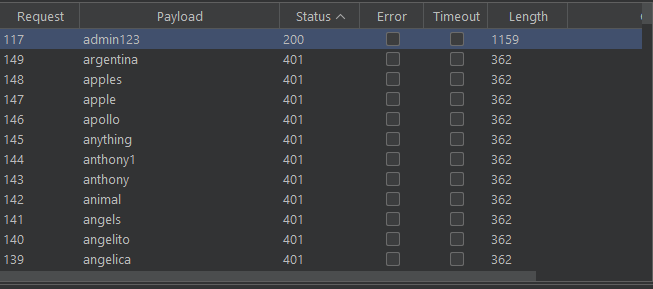 Request Payload Status Error Timeout Length
117 admin123 200 1159
149 argentina 401 362
148 apples 401 362
147 apple 401 362
146 apollo 401 362
145 anything 401 362
144 anthony1 401 362
143 anthony 401 362
142 animal 401 362
141 angels 401 362
140 angelito 401 362
139 angelica 401 362